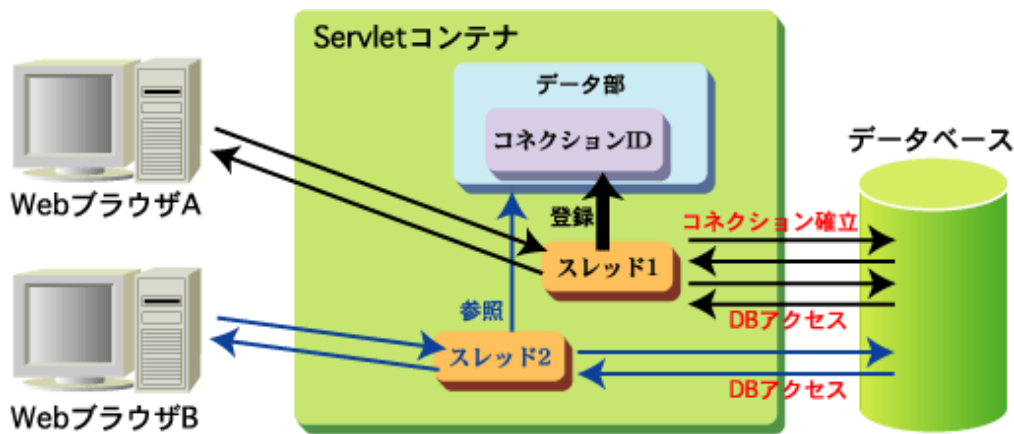 Servletコンテナ
データ部
コネクションID
データベース
WebブラウザA
登録
コネクション確立
スレッド1
参照
DBアクセス
スレッド2
DBアクセス
WebブラウザB